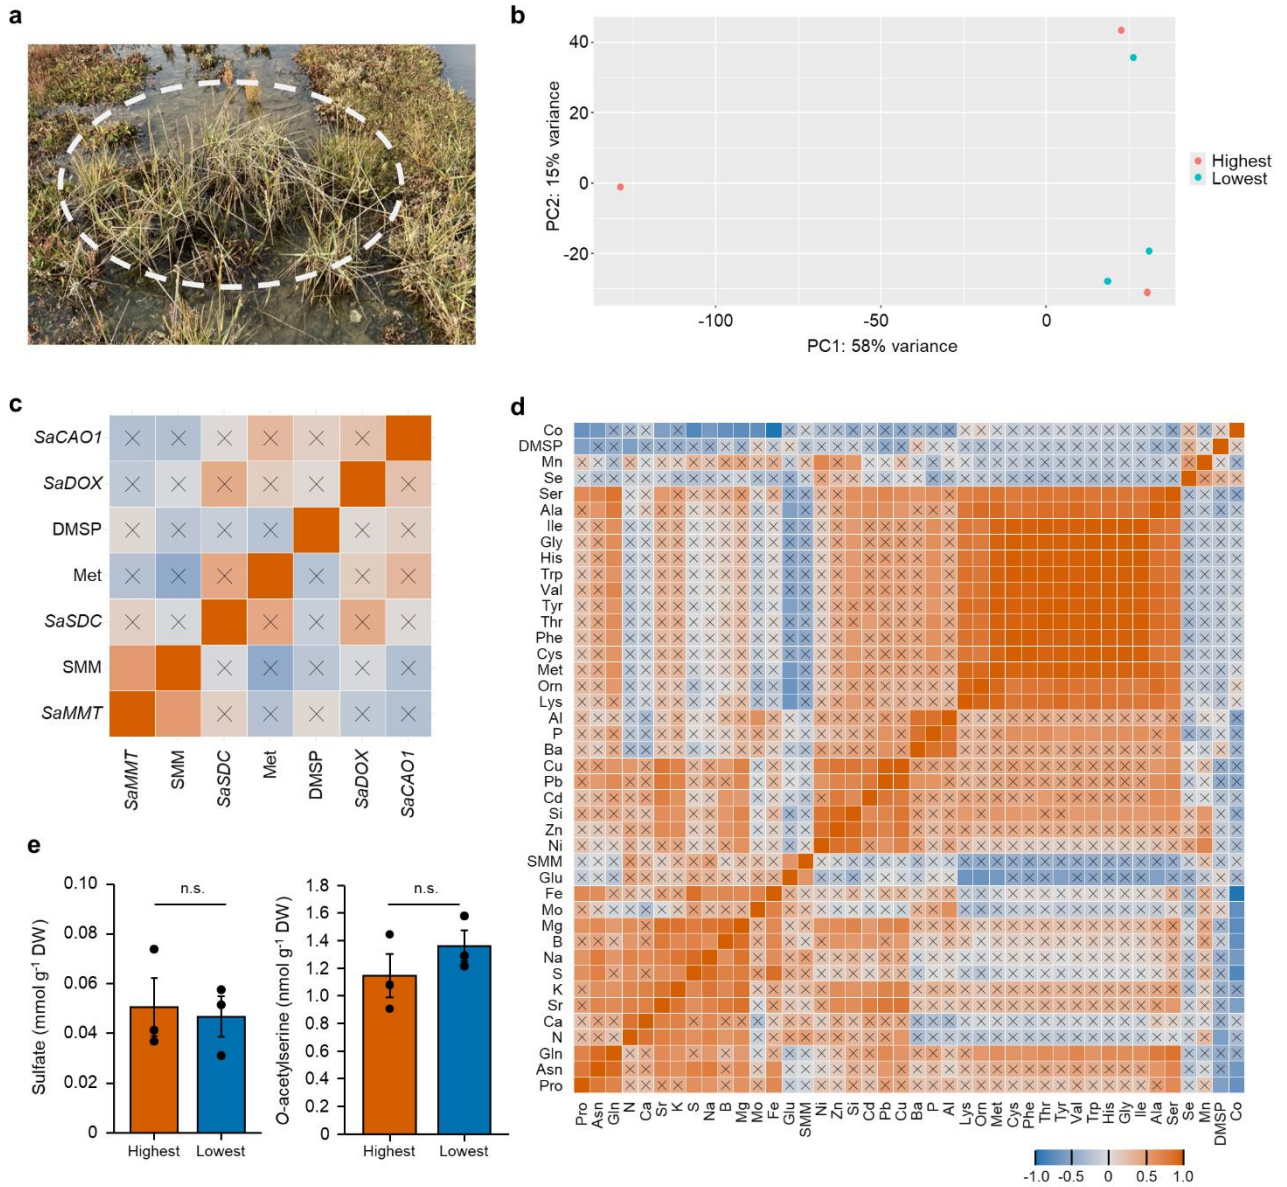 a
b
40
20
0
-20
PC2: 15% variance
-100
-50
0
PC1: 58% variance
Highest
Lowest
c
SaCAO1
SaDOX
DMSP
Met
SaSDC
SMM
SaMMT
SaMMT
SMM
SaSDC
Met
DMSP
SaDOX
SaCAO1
d
Co
DMSP
Mn
Se
Ser
Ala
Ile
Gly
His
Trp
Val
Tyr
Thr
Phe
Cys
Met
Orn
Lys
Al
P
Ba
Cu
Pb
Cd
Si
Zn
Ni
SMM
Glu
Fe
Mo
Mg
B
Na
S
K
Sr
Ca
N
Gln
Asn
Pro
Pro
Asn
Gln
N
Ca
Sr
K
S
Na
B
Mg
Mo
Fe
Glu
SMM
Ni
Zn
Si
Cd
Pb
Cu
Ba
P
Al
Lys
Orn
Met
Cys
Phe
Thr
Tyr
Val
Trp
His
Gly
Ile
Ala
Ser
Se
Mn
DMSP
Co
-1.0 -0.5 0 0.5 1.0
e
Sulfate (mmol g⁻¹ DW)
0.10
0.08
0.06
0.04
0.02
0
n.s.
Highest Lowest
O-acetylserine (nmol g⁻¹ DW)
1.8
1.6
1.4
1.2
1.0
0.8
0.6
0.4
0.2
0
n.s.
Highest Lowest